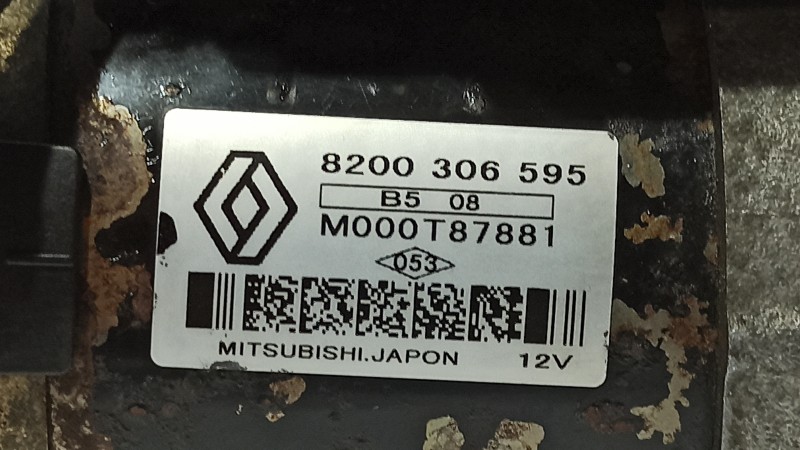 8200 306 595
B5 08
M000T87881
053
MITSUBISHI.JAPON 12V